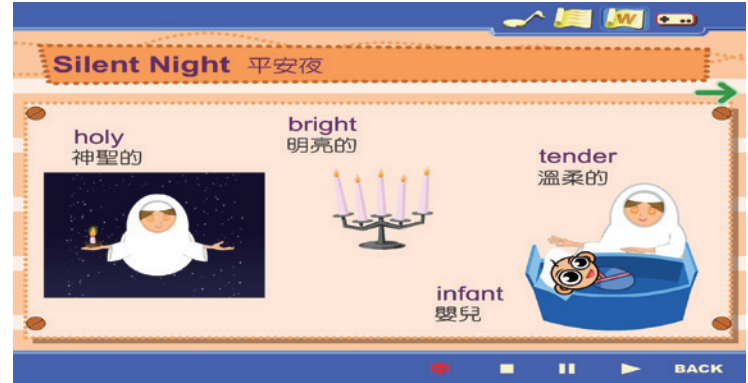 W
Silent Night 平安夜
holy
神聖的
bright
明亮的
tender
溫柔的
infant
嬰兒
中
BACK